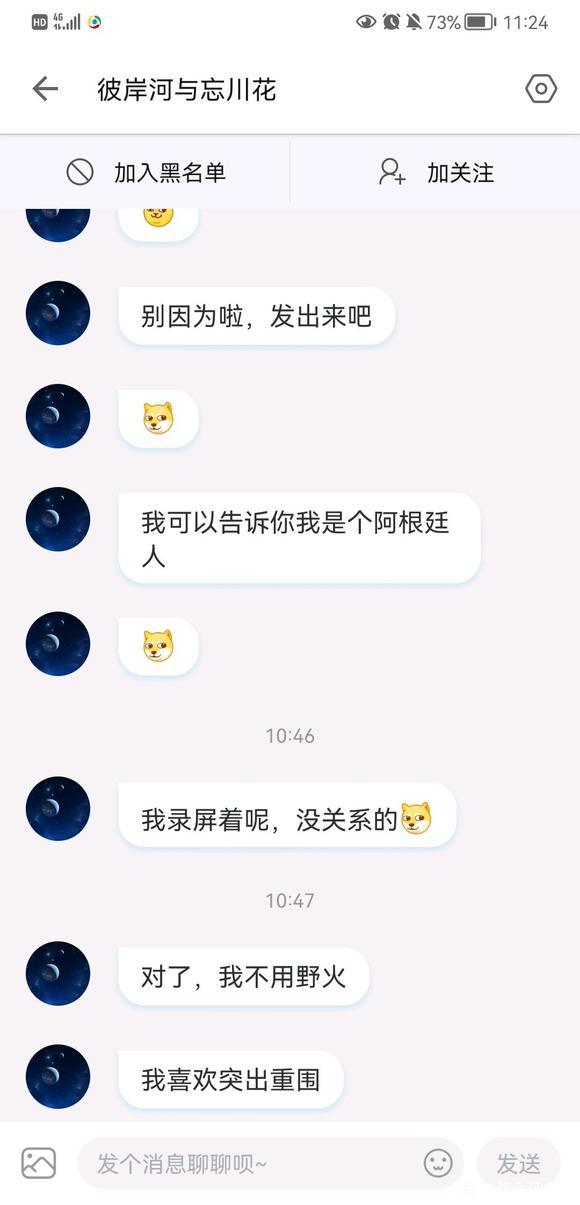 HD 4G 73% 11:24
彼岸河与忘川花
加入黑名单 加关注
别因为啦，发出来吧
我可以告诉你我是个阿根廷
人
10:46
我录屏着呢，没关系的
10:47
对了，我不用野火
我喜欢突出重围
发个消息聊聊呗~ 发送